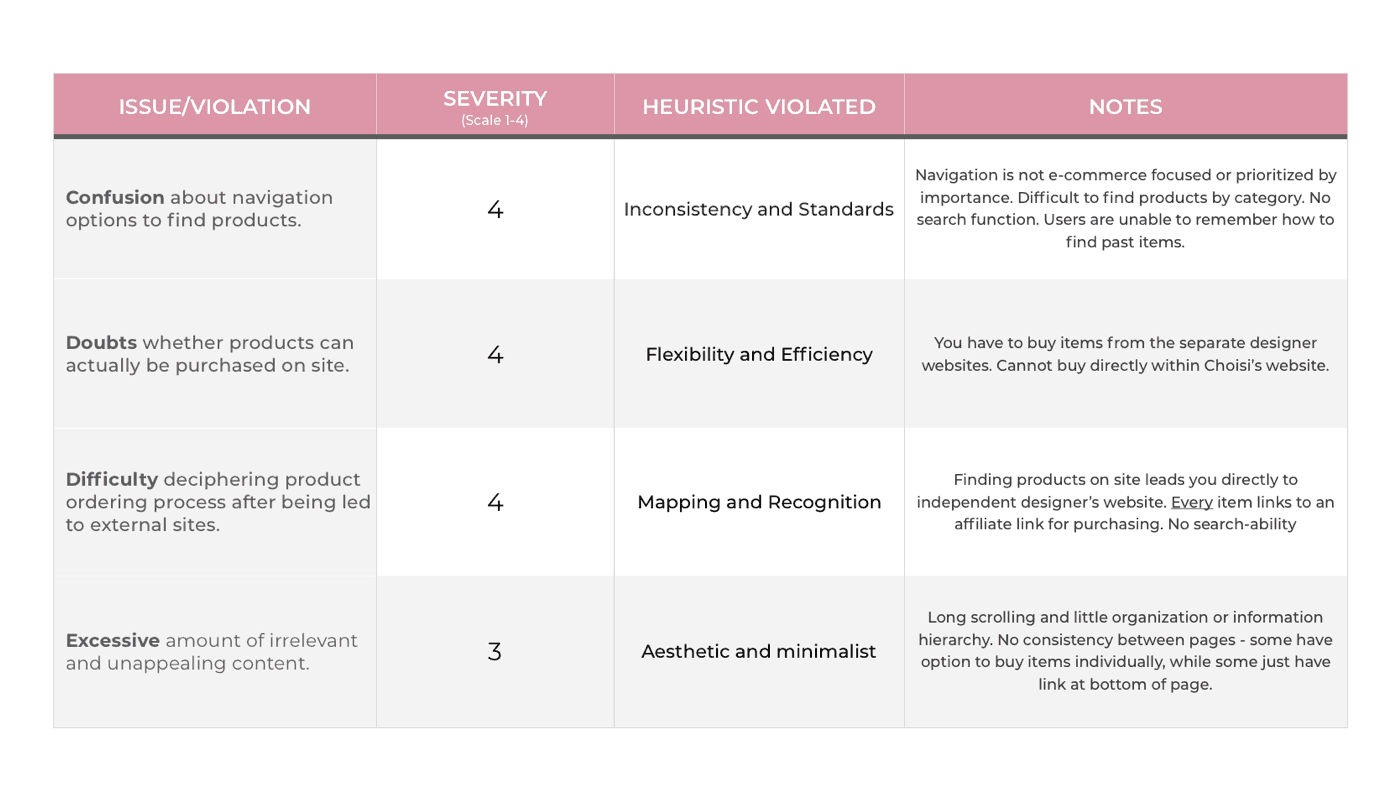 ISSUE/VIOLATION
SEVERITY
(Scale 1-4)
HEURISTIC VIOLATED
NOTES
Confusion about navigation
options to find products.
4
Inconsistency and Standards
Navigation is not e-commerce focused or prioritized by
importance. Difficult to find products by category. No
search function. Users are unable to remember how to
find past items.
Doubts whether products can
actually be purchased on site.
4
Flexibility and Efficiency
You have to buy items from the separate designer
websites. Cannot buy directly within Choisi’s website.
Difficulty deciphering product
ordering process after being led
to external sites.
4
Mapping and Recognition
Finding products on site leads you directly to
independent designer’s website. Every item links to an
affiliate link for purchasing. No search-ability
Excessive amount of irrelevant
and unappealing content.
3
Aesthetic and minimalist
Long scrolling and little organization or information
hierarchy. No consistency between pages - some have
option to buy items individually, while some just have
link at bottom of page.